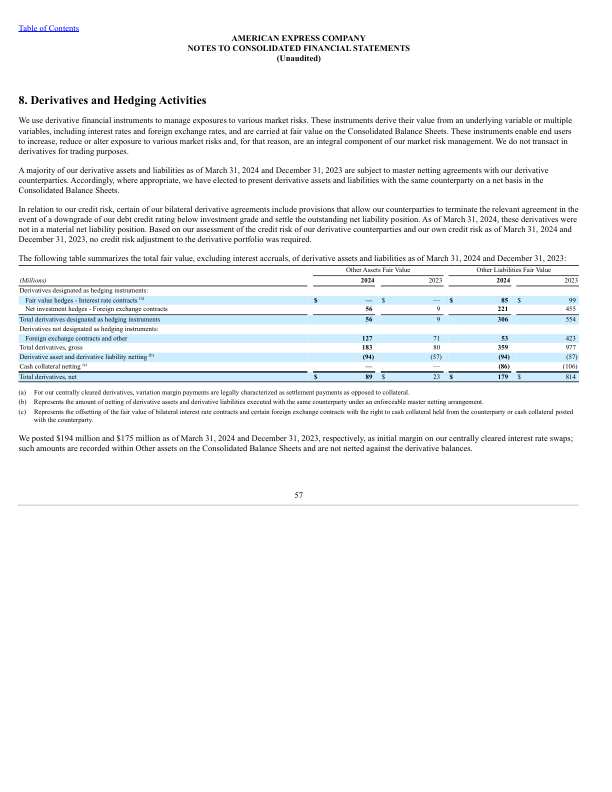 Table of Contents
AMERICAN EXPRESS COMPANY
NOTES TO CONSOLIDATED FINANCIAL STATEMENTS
(Unaudited)
8. Derivatives and Hedging Activities
We use derivative financial instruments to manage exposures to various market risks. These instruments derive their value from an underlying variable or multiple
variables, including interest rates and foreign exchange rates, and are carried at fair value on the Consolidated Balance Sheets. These instruments enable end users
to increase, reduce or alter exposure to various market risks and, for that reason, are an integral component of our market risk management. We do not transact in
derivatives for trading purposes.
A majority of our derivative assets and liabilities as of March 31, 2024 and December 31, 2023 are subject to master netting agreements with our derivative
counterparties. Accordingly, where appropriate, we have elected to present derivative assets and liabilities with the same counterparty on a net basis in the
Consolidated Balance Sheets.
In relation to our credit risk, certain of our bilateral derivative agreements include provisions that allow our counterparties to terminate the relevant agreement in the
event of a downgrade of our debt credit rating below investment grade and settle the outstanding net liability position. As of March 31, 2024, these derivatives were
not in a material net liability position. Based on our assessment of the credit risk of our derivative counterparties and our own credit risk as of March 31, 2024 and
December 31, 2023, no credit risk adjustment to the derivative portfolio was required.
The following table summarizes the total fair value, excluding interest accruals, of derivative assets and liabilities as of March 31, 2024 and December 31, 2023:
Other Assets Fair Value Other Liabilities Fair Value
(Millions) 2024 2023 2024 2023
Derivatives designated as hedging instruments:
Fair value hedges - Interest rate contracts (a) $ — $ — $ 85 $ 99
Net investment hedges - Foreign exchange contracts 56 9 221 455
Total derivatives designated as hedging instruments 56 9 306 554
Derivatives not designated as hedging instruments:
Foreign exchange contracts and other 127 71 53 423
Total derivatives, gross 183 80 359 977
Derivative asset and derivative liability netting (b) (94) (57) (94) (57)
Cash collateral netting (c) — — (86) (106)
Total derivatives, net $ 89 $ 23 $ 179 $ 814
(a) For our centrally cleared derivatives, variation margin payments are legally characterized as settlement payments as opposed to collateral.
(b) Represents the amount of netting of derivative assets and derivative liabilities executed with the same counterparty under an enforceable master netting arrangement.
(c) Represents the offsetting of the fair value of bilateral interest rate contracts and certain foreign exchange contracts with the right to cash collateral held from the counterparty or cash collateral posted
with the counterparty.
We posted $194 million and $175 million as of March 31, 2024 and December 31, 2023, respectively, as initial margin on our centrally cleared interest rate swaps;
such amounts are recorded within Other assets on the Consolidated Balance Sheets and are not netted against the derivative balances.
57